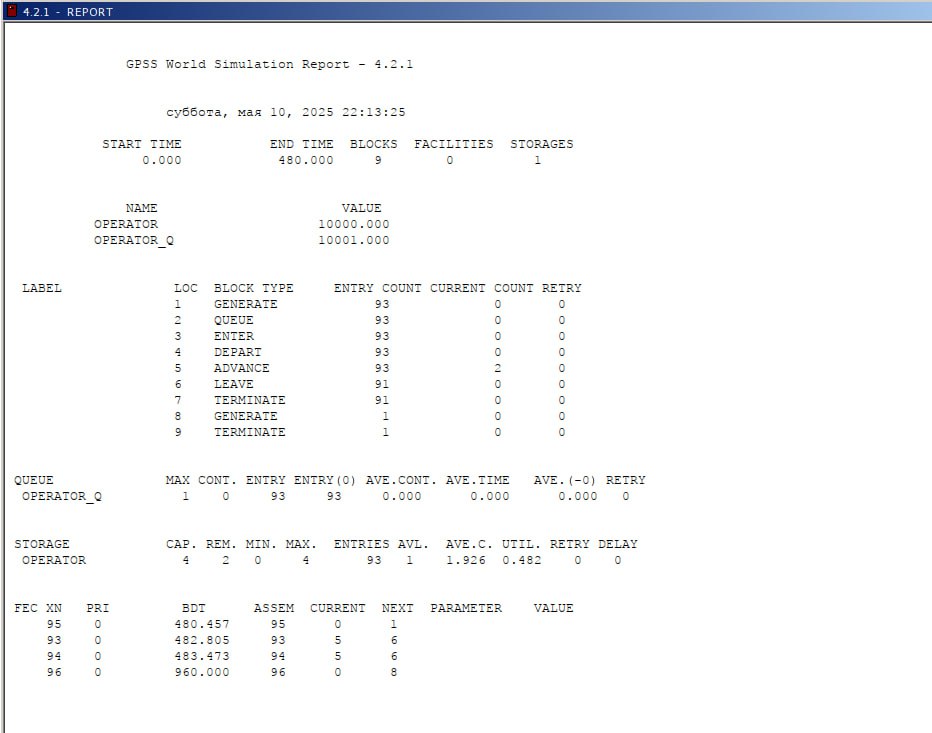 4.2.1 - REPORT
GPSS World Simulation Report - 4.2.1
суббота, мая 10, 2025 22:13:25
START TIME END TIME BLOCKS FACILITIES STORAGES
0.000 480.000 9 0 1
NAME VALUE
OPERATOR 10000.000
OPERATOR_Q 10001.000
LABEL LOC BLOCK TYPE ENTRY COUNT CURRENT COUNT RETRY
1 GENERATE 93 0 0
2 QUEUE 93 0 0
3 ENTER 93 0 0
4 DEPART 93 0 0
5 ADVANCE 93 2 0
6 LEAVE 91 0 0
7 TERMINATE 91 0 0
8 GENERATE 1 0 0
9 TERMINATE 1 0 0
QUEUE MAX CONT. ENTRY ENTRY(0) AVE.CONT. AVE.TIME AVE.(-0) RETRY
OPERATOR_Q 1 0 93 93 0.000 0.000 0.000 0
STORAGE CAP. REM. MIN. MAX. ENTRIES AVL. AVE.C. UTIL. RETRY DELAY
OPERATOR 4 2 0 4 93 1 1.926 0.482 0 0
FEC XN PRI BDT ASSEM CURRENT NEXT PARAMETER VALUE
95 0 480.457 95 0 1
93 0 482.805 93 5 6
94 0 483.473 94 5 6
96 0 960.000 96 0 8